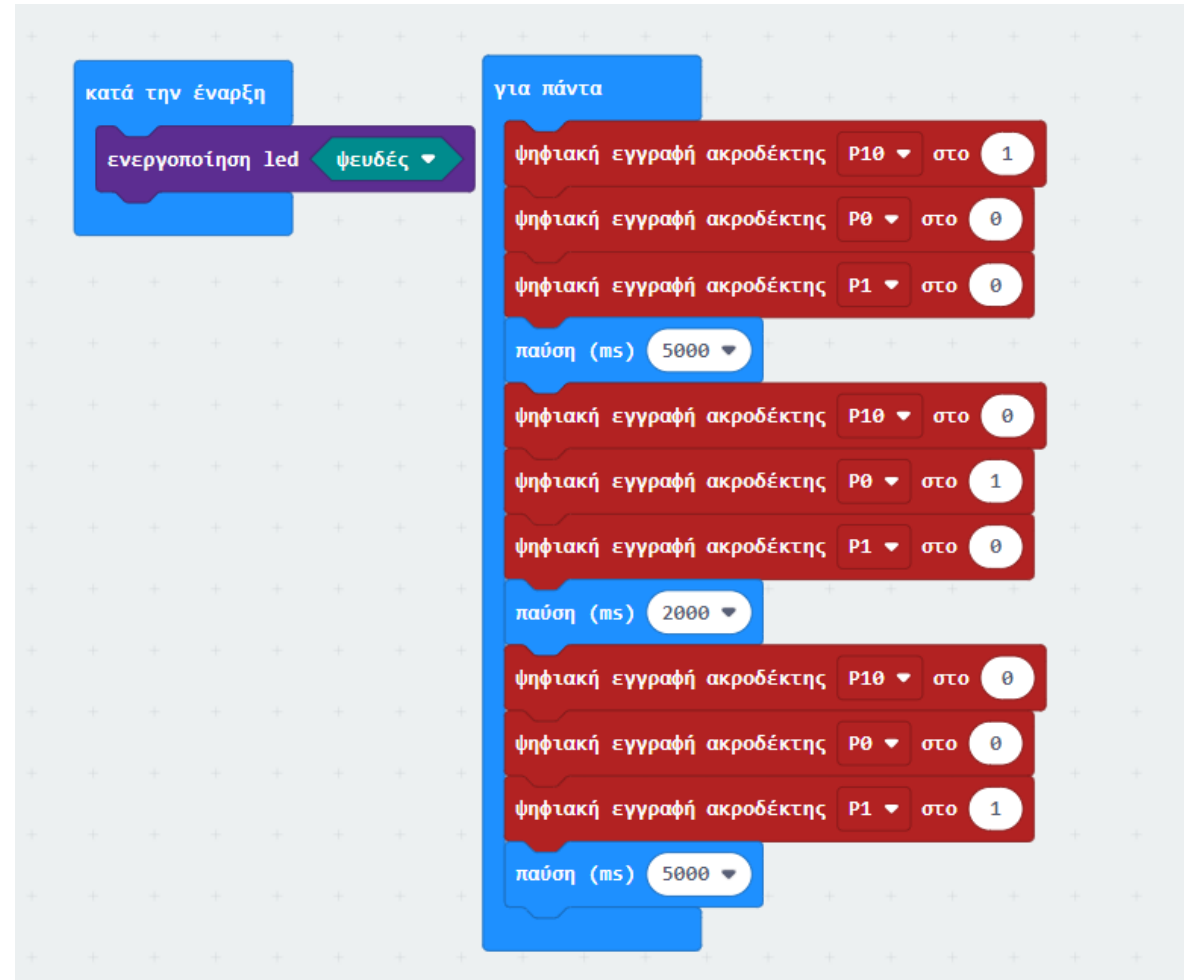 κατά την έναρξη
ενεργοποίηση led ψευδές
για πάντα
ψηφιακή εγγραφή ακροδέκτης P10 στο 1
ψηφιακή εγγραφή ακροδέκτης P0 στο 0
ψηφιακή εγγραφή ακροδέκτης P1 στο 0
παύση (ms) 5000
ψηφιακή εγγραφή ακροδέκτης P10 στο 0
ψηφιακή εγγραφή ακροδέκτης P0 στο 1
ψηφιακή εγγραφή ακροδέκτης P1 στο 0
παύση (ms) 2000
ψηφιακή εγγραφή ακροδέκτης P10 στο 0
ψηφιακή εγγραφή ακροδέκτης P0 στο 0
ψηφιακή εγγραφή ακροδέκτης P1 στο 1
παύση (ms) 5000